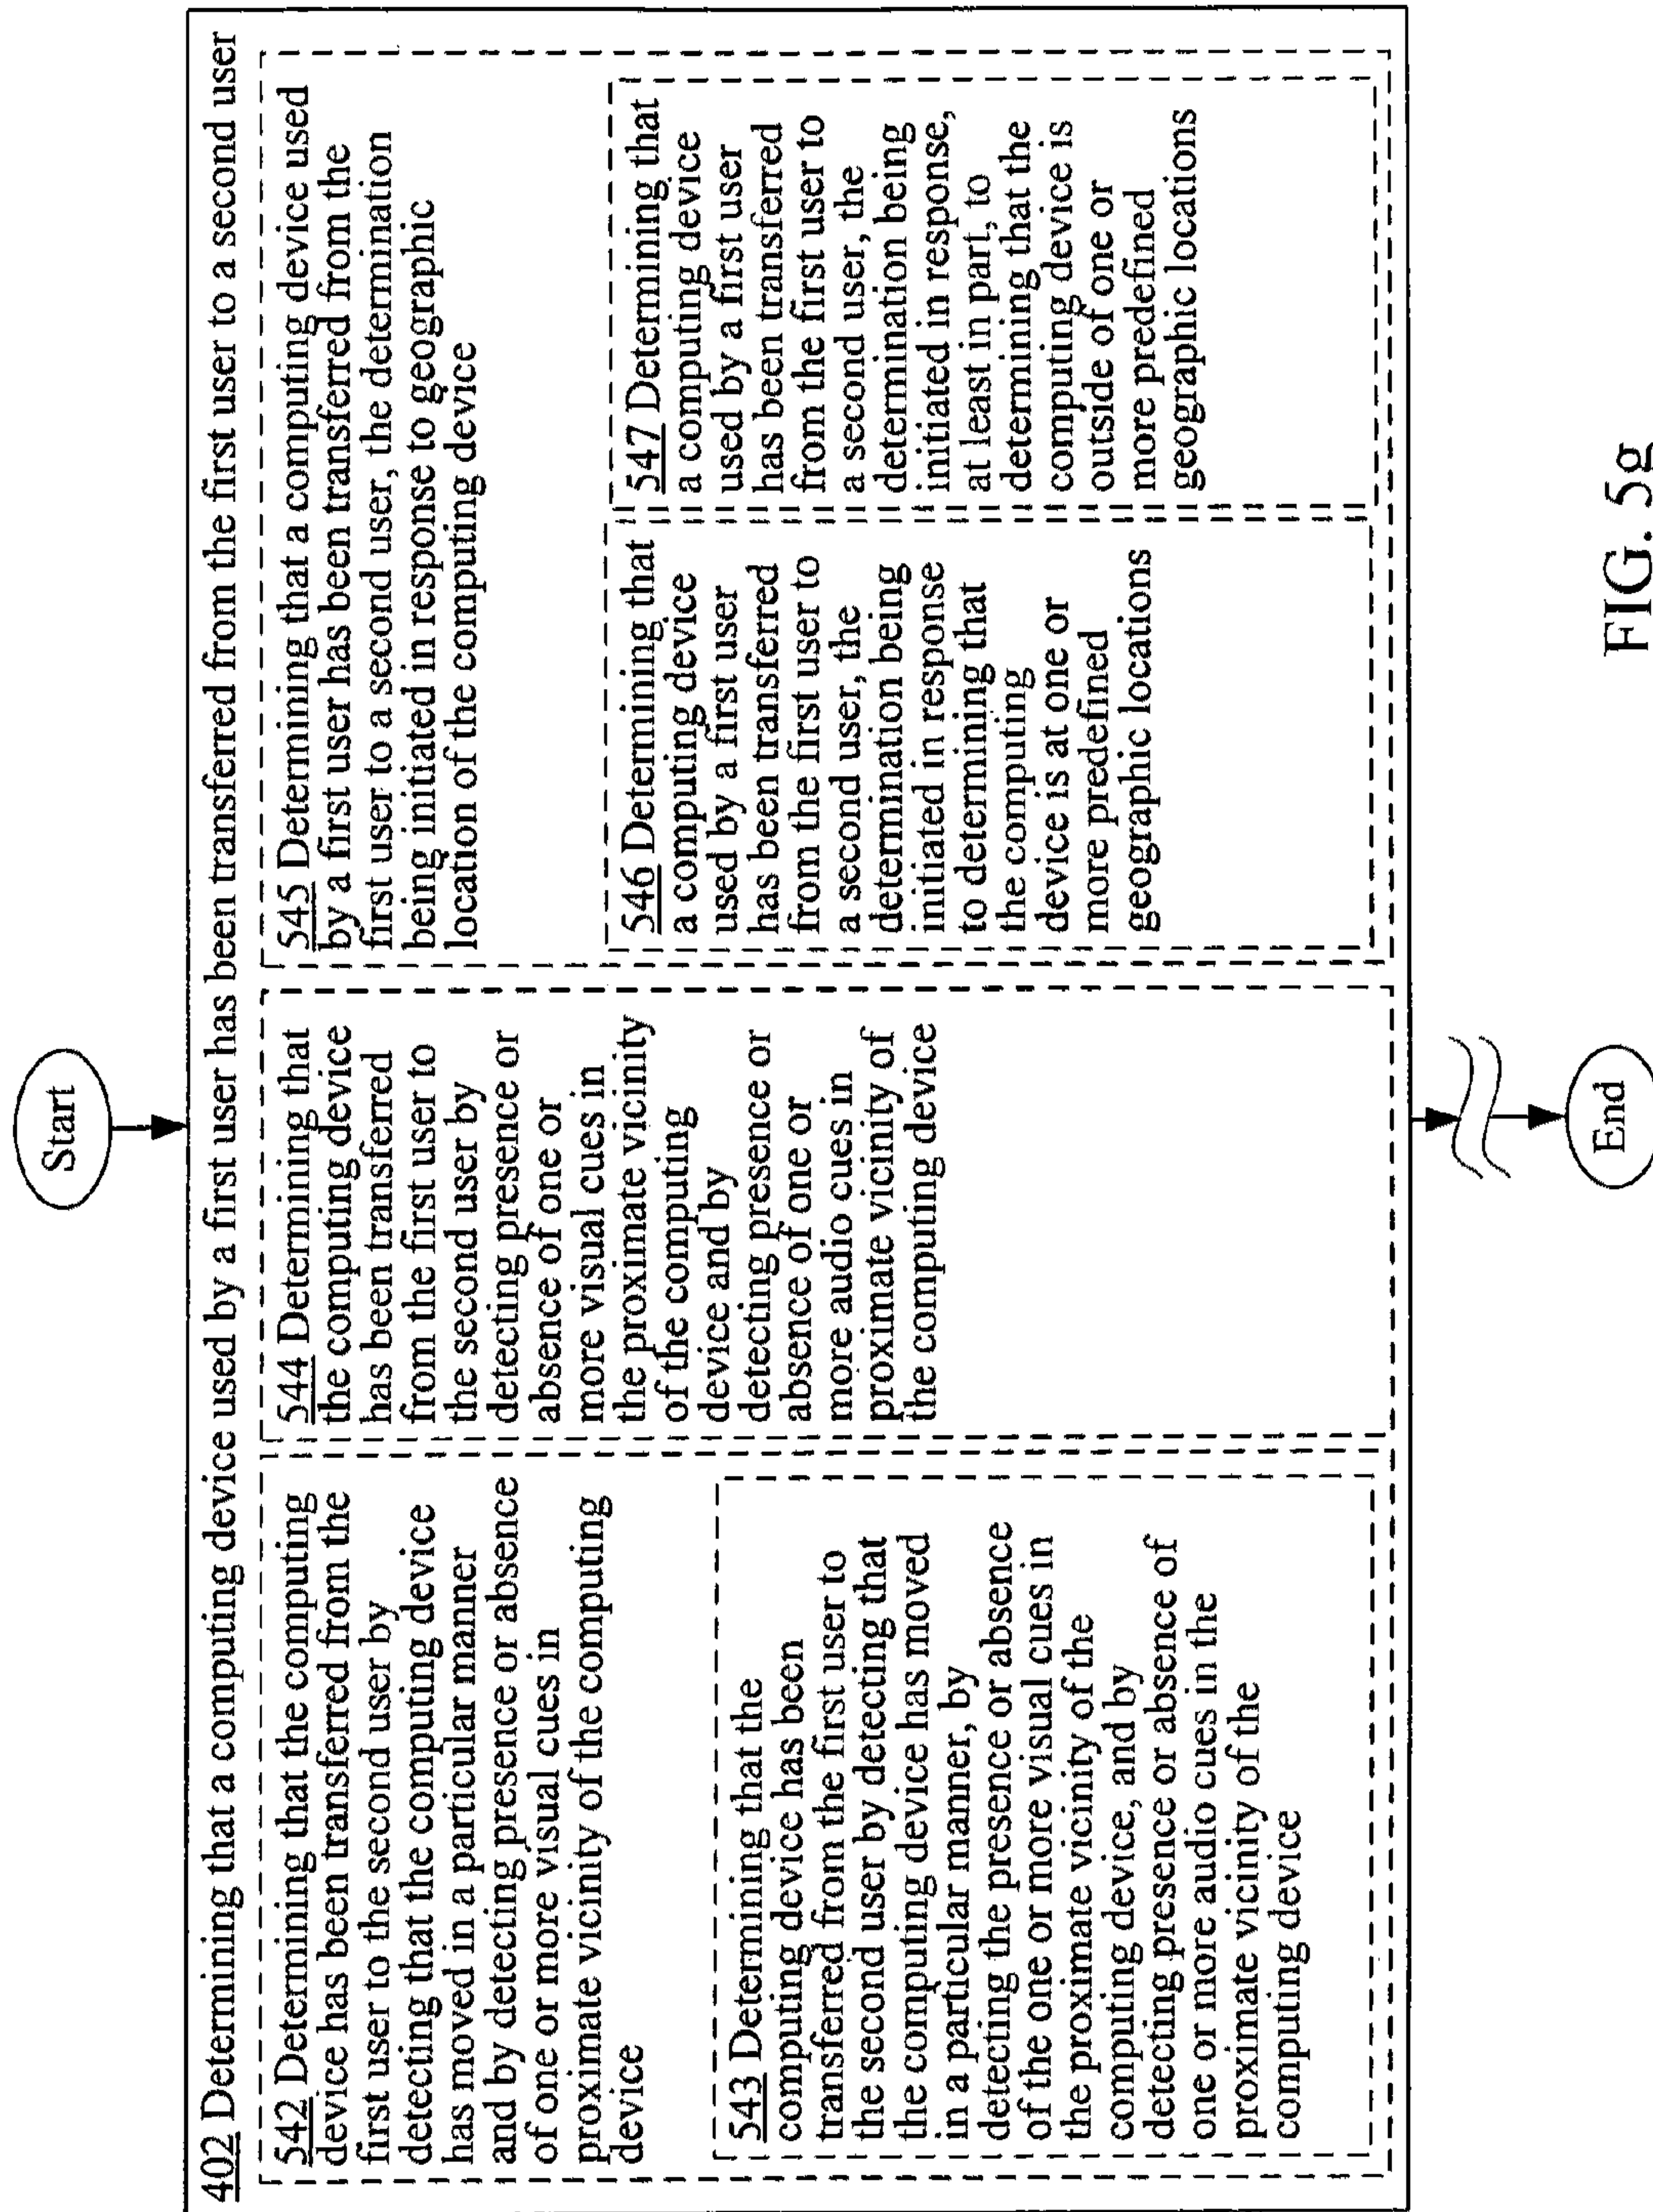 Start
402 Determining that a computing device used by a first user has been transferred from the first user to a second user
542 Determining that the computing
device has been transferred from the
first user to the second user by
detecting that the computing device
has moved in a particular manner
and by detecting presence or absence
of one or more visual cues in
proximate vicinity of the computing
device
543 Determining that the
computing device has been
transferred from the first user to
the second user by detecting that
the computing device has moved
in a particular manner, by
detecting the presence or absence
of the one or more visual cues in
the proximate vicinity of the
computing device, and by
detecting presence or absence of
one or more audio cues in the
proximate vicinity of the
computing device
544 Determining that
the computing device
has been transferred
from the first user to
the second user by
detecting presence or
absence of one or
more visual cues in
the proximate vicinity
of the computing
device and by
detecting presence or
absence of one or
more audio cues in
proximate vicinity of
the computing device
545 Determining that a computing device used
by a first user has been transferred from the
first user to a second user, the determination
being initiated in response to geographic
location of the computing device
546 Determining that
a computing device
used by a first user
has been transferred
from the first user to
a second user, the
determination being
initiated in response
to determining that
the computing
device is at one or
more predefined
geographic locations
547 Determining that
a computing device
used by a first user
has been transferred
from the first user to
a second user, the
determination being
initiated in response,
at least in part, to
determining that the
computing device is
outside of one or
more predefined
geographic locations
End
FIG. 5g